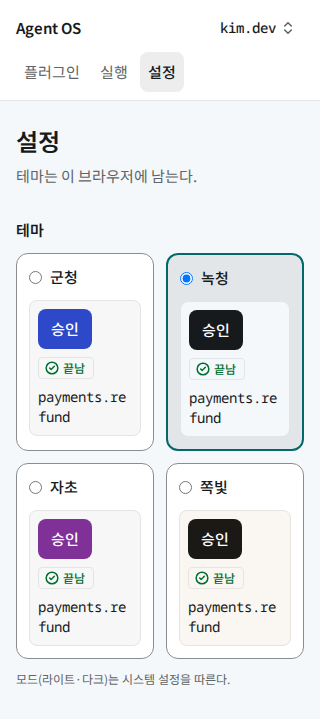 Agent OS
kim.dev
플러그인 실행 설정
설정
테마는 이 브라우저에 남는다.
테마
군청
승인
끝남
payments.re
fund
녹청
승인
끝남
payments.re
fund
자초
승인
끝남
payments.re
fund
쪽빛
승인
끝남
payments.re
fund
모드(라이트·다크)는 시스템 설정을 따른다.